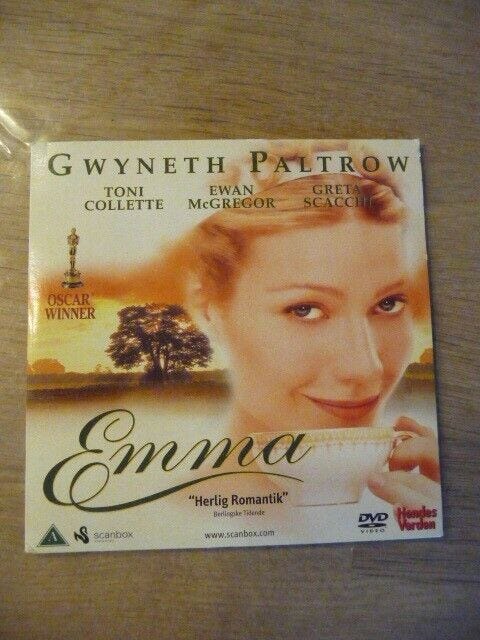 GWYNETH PALTROW
TONI COLLETTE
EWAN McGREGOR
GRETA SCACCHI
OSCAR
WINNER
Emma
"Herlig Romantik"
Berlingske Tidende
A
scanbox
www.scanbox.com
DVD
VIDEO
Hendes
Verden